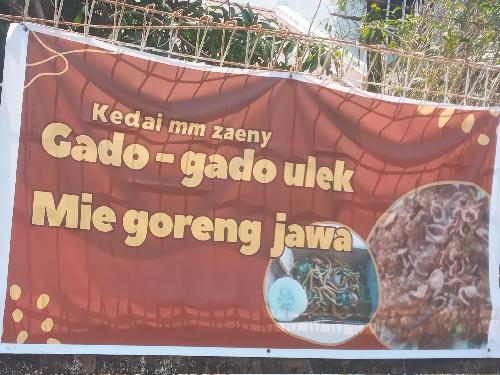 Kedai mm zaeny
Gado - gado ulek
Mie goreng jawa